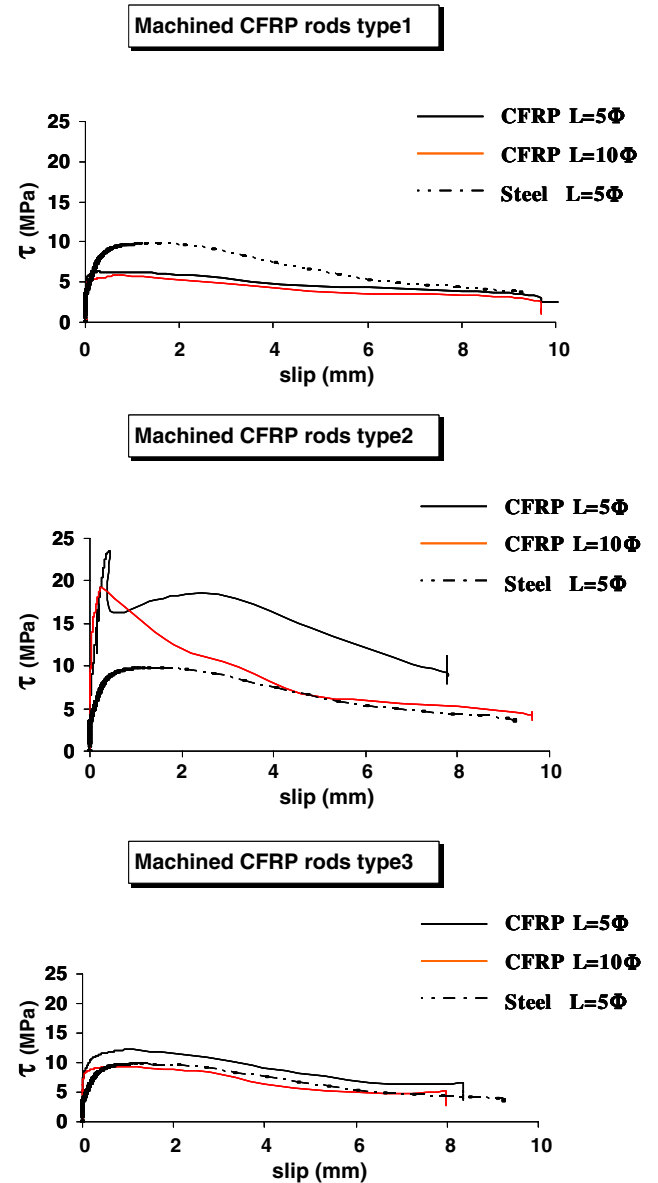 Machined CFRP rods type1
CFRP L=5Φ
CFRP L=10Φ
Steel L=5Φ
25
20
15
10
5
0
τ (MPa)
0 2 4 6 8 10
slip (mm)
Machined CFRP rods type2
CFRP L=5Φ
CFRP L=10Φ
Steel L=5Φ
25
20
15
10
5
0
τ (MPa)
0 2 4 6 8 10
slip (mm)
Machined CFRP rods type3
CFRP L=5Φ
CFRP L=10Φ
Steel L=5Φ
25
20
15
10
5
0
τ (MPa)
0 2 4 6 8 10
slip (mm)